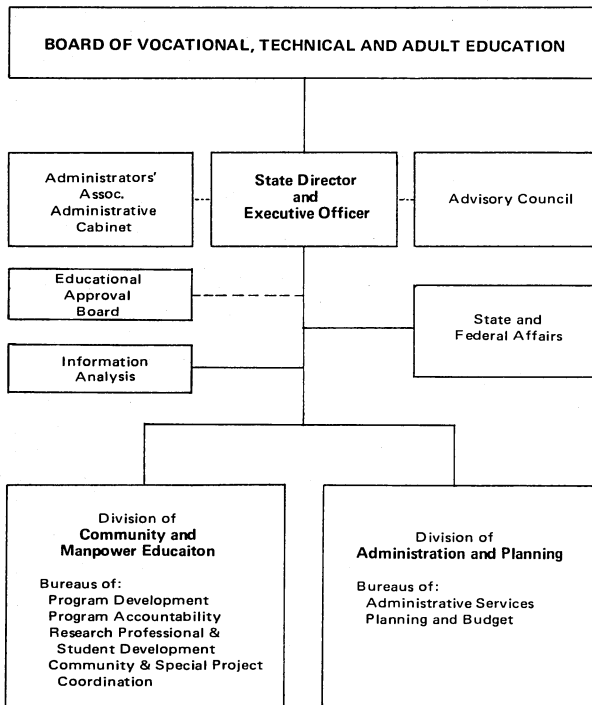 BOARD OF VOCATIONAL, TECHNICAL AND ADULT EDUCATION
Administrators'
Assoc.
Administrative
Cabinet
State Director
and
Executive Officer
Advisory Council
Educational
Approval
Board
State and
Federal Affairs
Information
Analysis
Division of
Community and
Manpower Educaiton
Bureaus of:
Program Development
Program Accountability
Research Professional &
Student Development
Community & Special Project
Coordination
Division of
Administration and Planning
Bureaus of:
Administrative Services
Planning and Budget